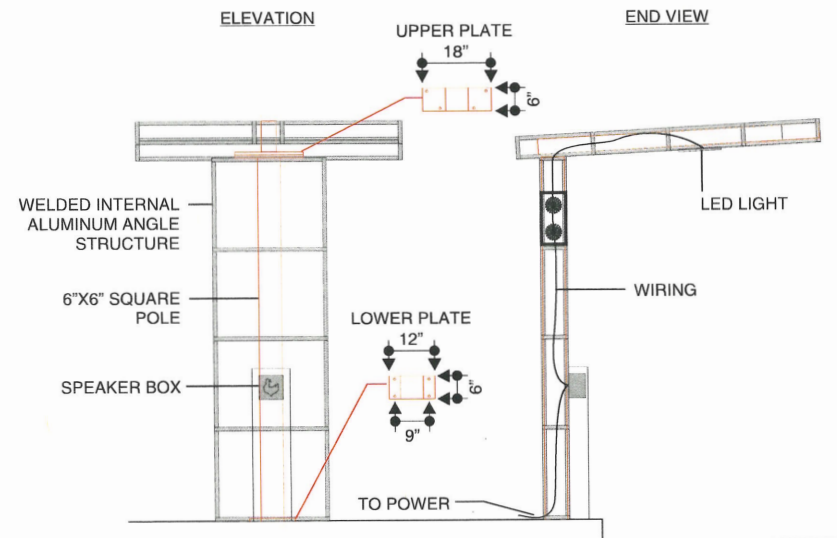 ELEVATION
END VIEW
UPPER PLATE
18”
6”
WELDED INTERNAL
ALUMINUM ANGLE
STRUCTURE
LED LIGHT
6”X6” SQUARE
POLE
WIRING
LOWER PLATE
12”
SPEAKER BOX
6”
9”
TO POWER